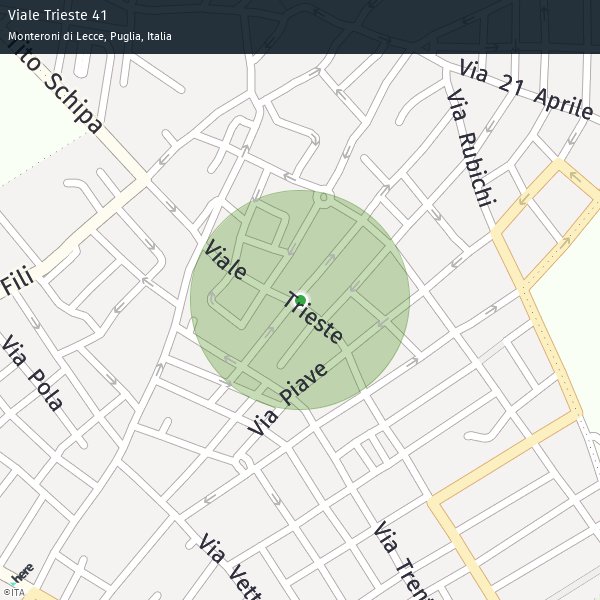 Viale Trieste 41
Monteroni di Lecce, Puglia, Italia
Tito Schipa
Via 21 Aprile
Via Rubichi
Viale Trieste
Fili
Via Pola
Via Piave
Via Vett
Via Trent
here
©ITA